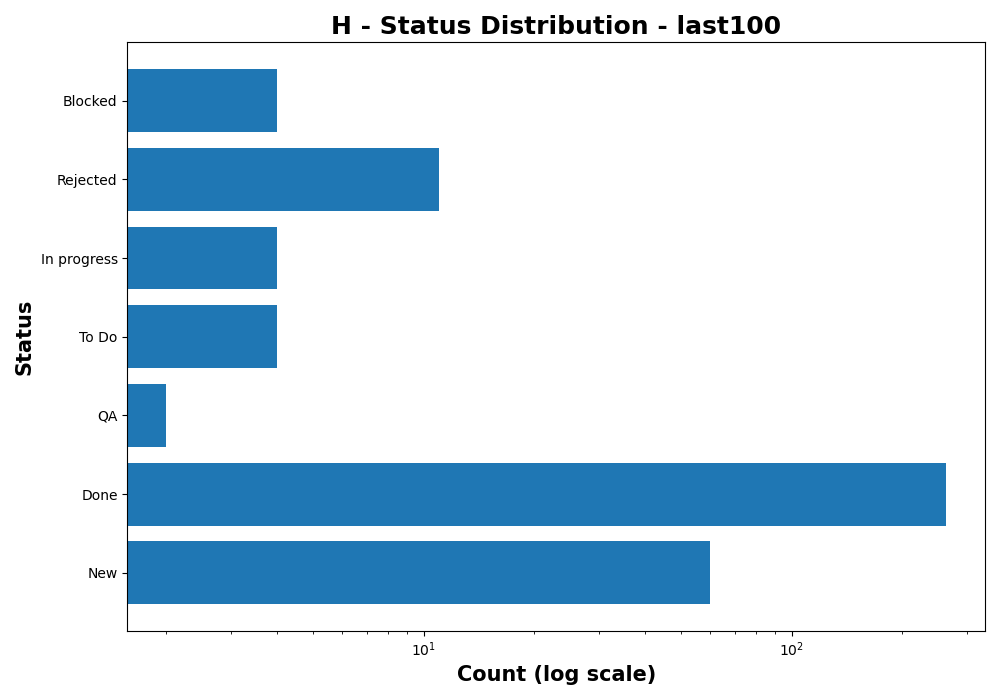 H - Status Distribution - last100
Status
Blocked
Rejected
In progress
To Do
QA
Done
New
10¹ 10²
Count (log scale)